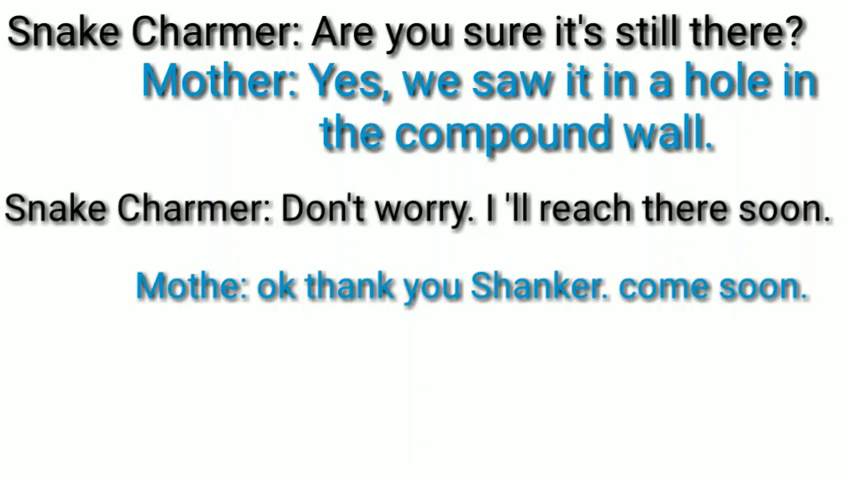 Snake Charmer: Are you sure it's still there?
Mother: Yes, we saw it in a hole in
the compound wall.
Snake Charmer: Don't worry. I 'll reach there soon.
Mothe: ok thank you Shanker. come soon.